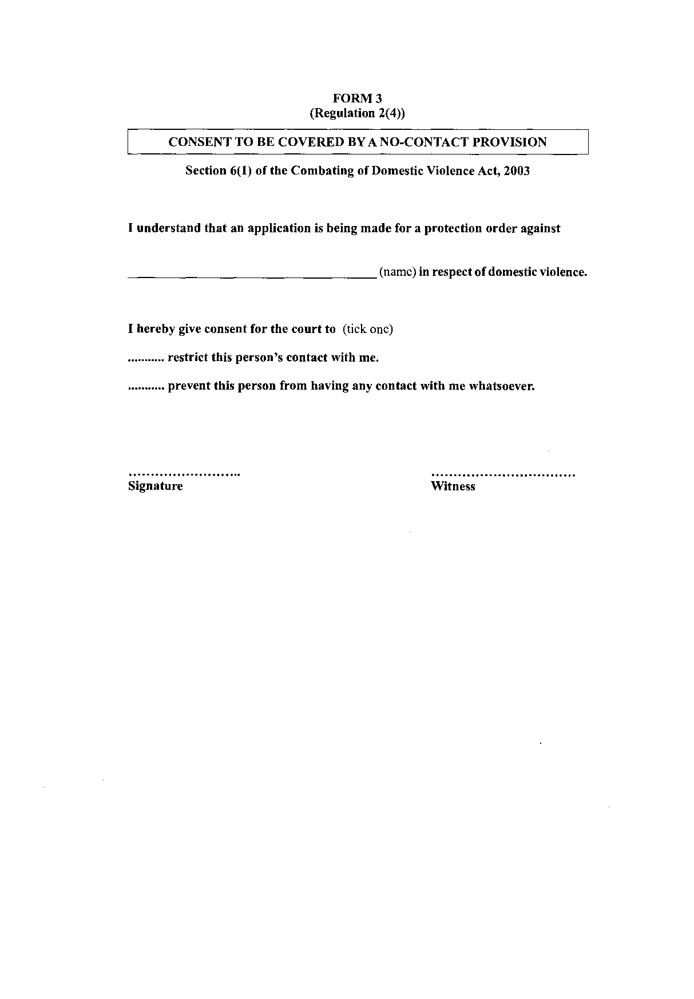 FORM 3
(Regulation 2(4))
CONSENT TO BE COVERED BY A NO-CONTACT PROVISION
Section 6(1) of the Combating of Domestic Violence Act, 2003
I understand that an application is being made for a protection order against
______________________________________ (name) in respect of domestic violence.
I hereby give consent for the court to (tick one)
........... restrict this person's contact with me.
........... prevent this person from having any contact with me whatsoever.
.......................... .................................
Signature Witness